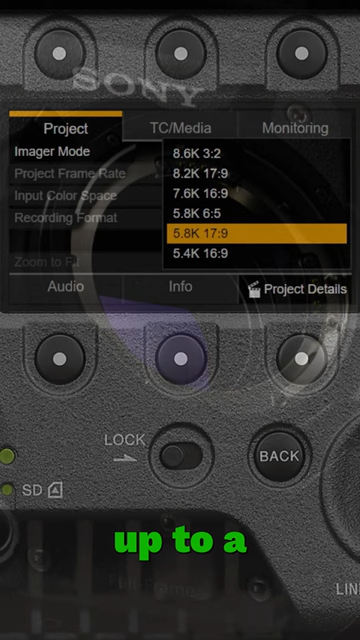 SONY
Project TC/Media Monitoring
Imager Mode
Project Frame Rate
Input Color Space
Recording Format
Zoom to Fit
8.6K 3:2
8.2K 17:9
7.6K 16:9
5.8K 6:5
5.8K 17:9
5.4K 16:9
Audio Info Project Details
LOCK
BACK
SD
up to a